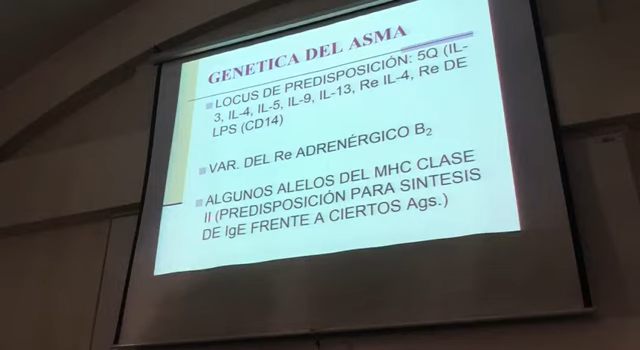 GENETICA DEL ASMA
LOCUS DE PREDISPOSICIÓN: 5Q (IL-
3, IL-4, IL-5, IL-9, IL-13, Re IL-4, Re DE
LPS (CD14)
VAR. DEL Re ADRENÉRGICO B2
ALGUNOS ALELOS DEL MHC CLASE
II (PREDISPOSICIÓN PARA SINTESIS
DE IgE FRENTE A CIERTOS Ags.)